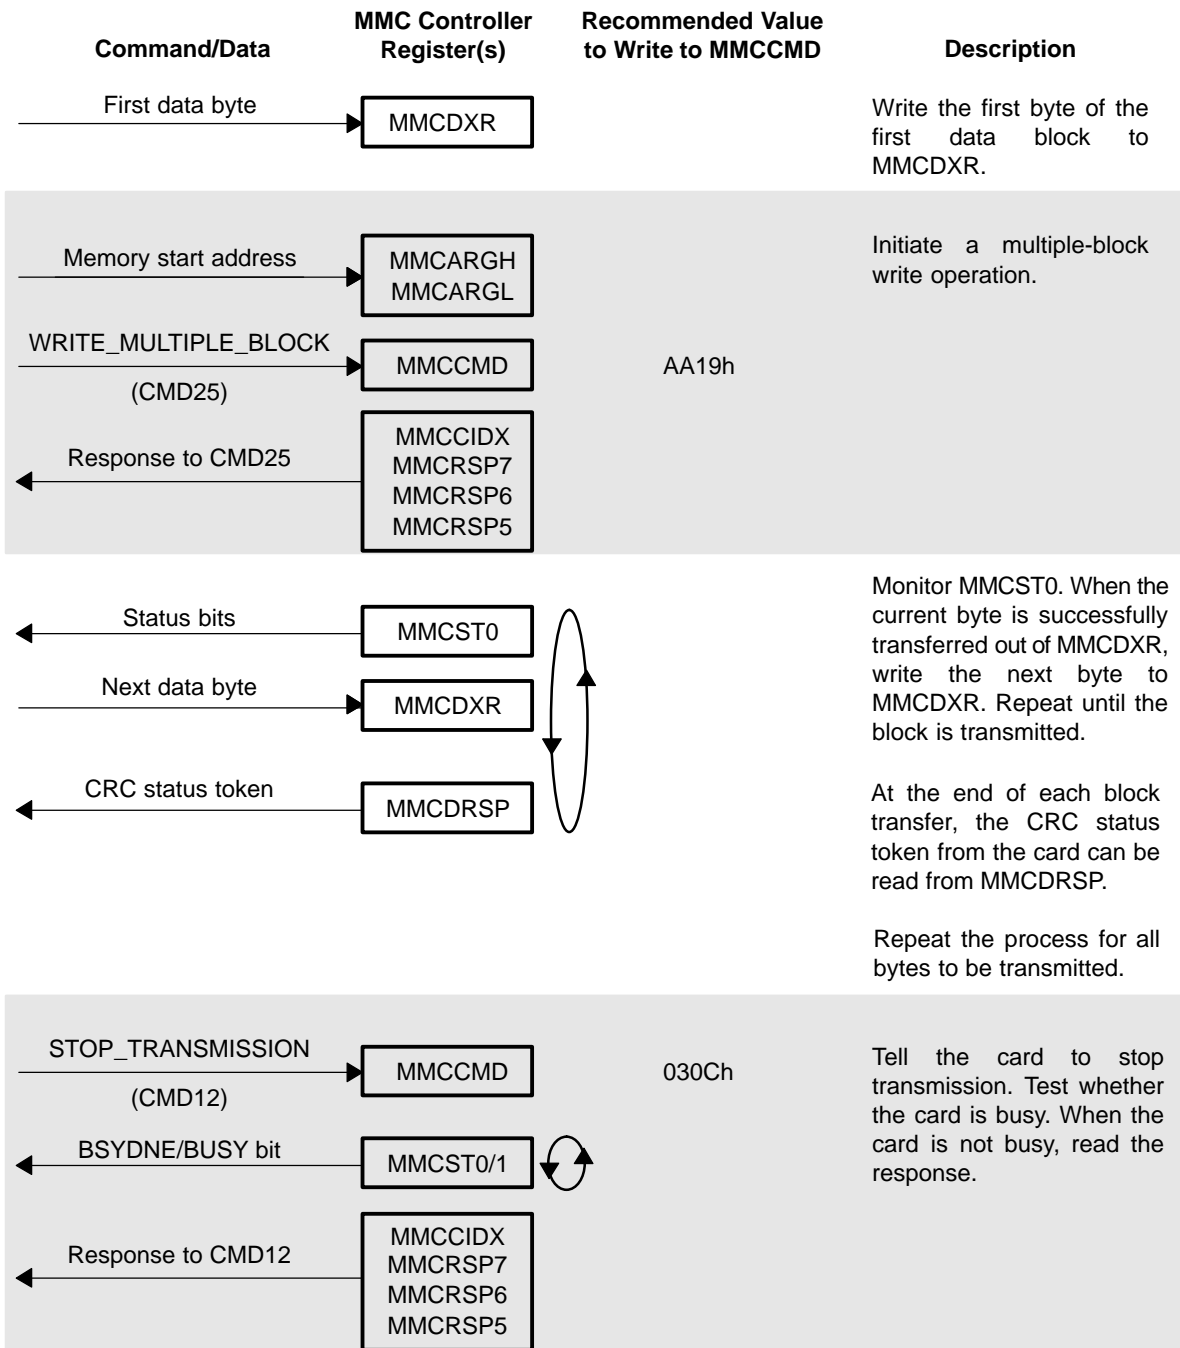 Command/Data
MMC Controller
Register(s)
Recommended Value
to Write to MMCCMD
Description
First data byte
MMCDXR
Write the first byte of the
first data block to
MMCDXR.
Memory start address
MMCARGH
MMCARGL
Initiate a multiple-block
write operation.
WRITE_MULTIPLE_BLOCK
(CMD25)
MMCCMD
AA19h
Response to CMD25
MMCCIDX
MMCRSP7
MMCRSP6
MMCRSP5
Status bits
MMCST0
Next data byte
MMCDXR
CRC status token
MMCDRSP
Monitor MMCST0. When the
current byte is successfully
transferred out of MMCDXR,
write the next byte to
MMCDXR. Repeat until the
block is transmitted.
At the end of each block
transfer, the CRC status
token from the card can be
read from MMCDRSP.
Repeat the process for all
bytes to be transmitted.
STOP_TRANSMISSION
(CMD12)
MMCCMD
030Ch
Tell the card to stop
transmission. Test whether
the card is busy. When the
card is not busy, read the
response.
BSYDNE/BUSY bit
MMCST0/1
Response to CMD12
MMCCIDX
MMCRSP7
MMCRSP6
MMCRSP5